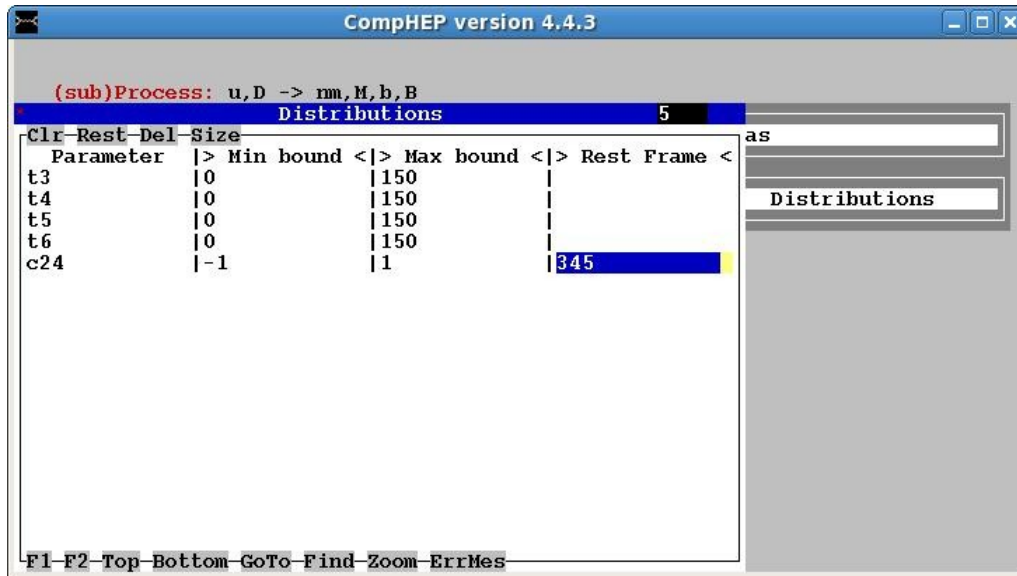 CompHEP version 4.4.3
(sub)Process: u,D -> nm,M,b,B
* Distributions 5
Clr-Rest-Del-Size
as
Parameter |> Min bound <|> Max bound <|> Rest Frame <
t3 |0 |150 |
t4 |0 |150 |
Distributions
t5 |0 |150 |
t6 |0 |150 |
c24 |-1 |1 |345
F1-F2-Top-Bottom-GoTo-Find-Zoom-ErrMes